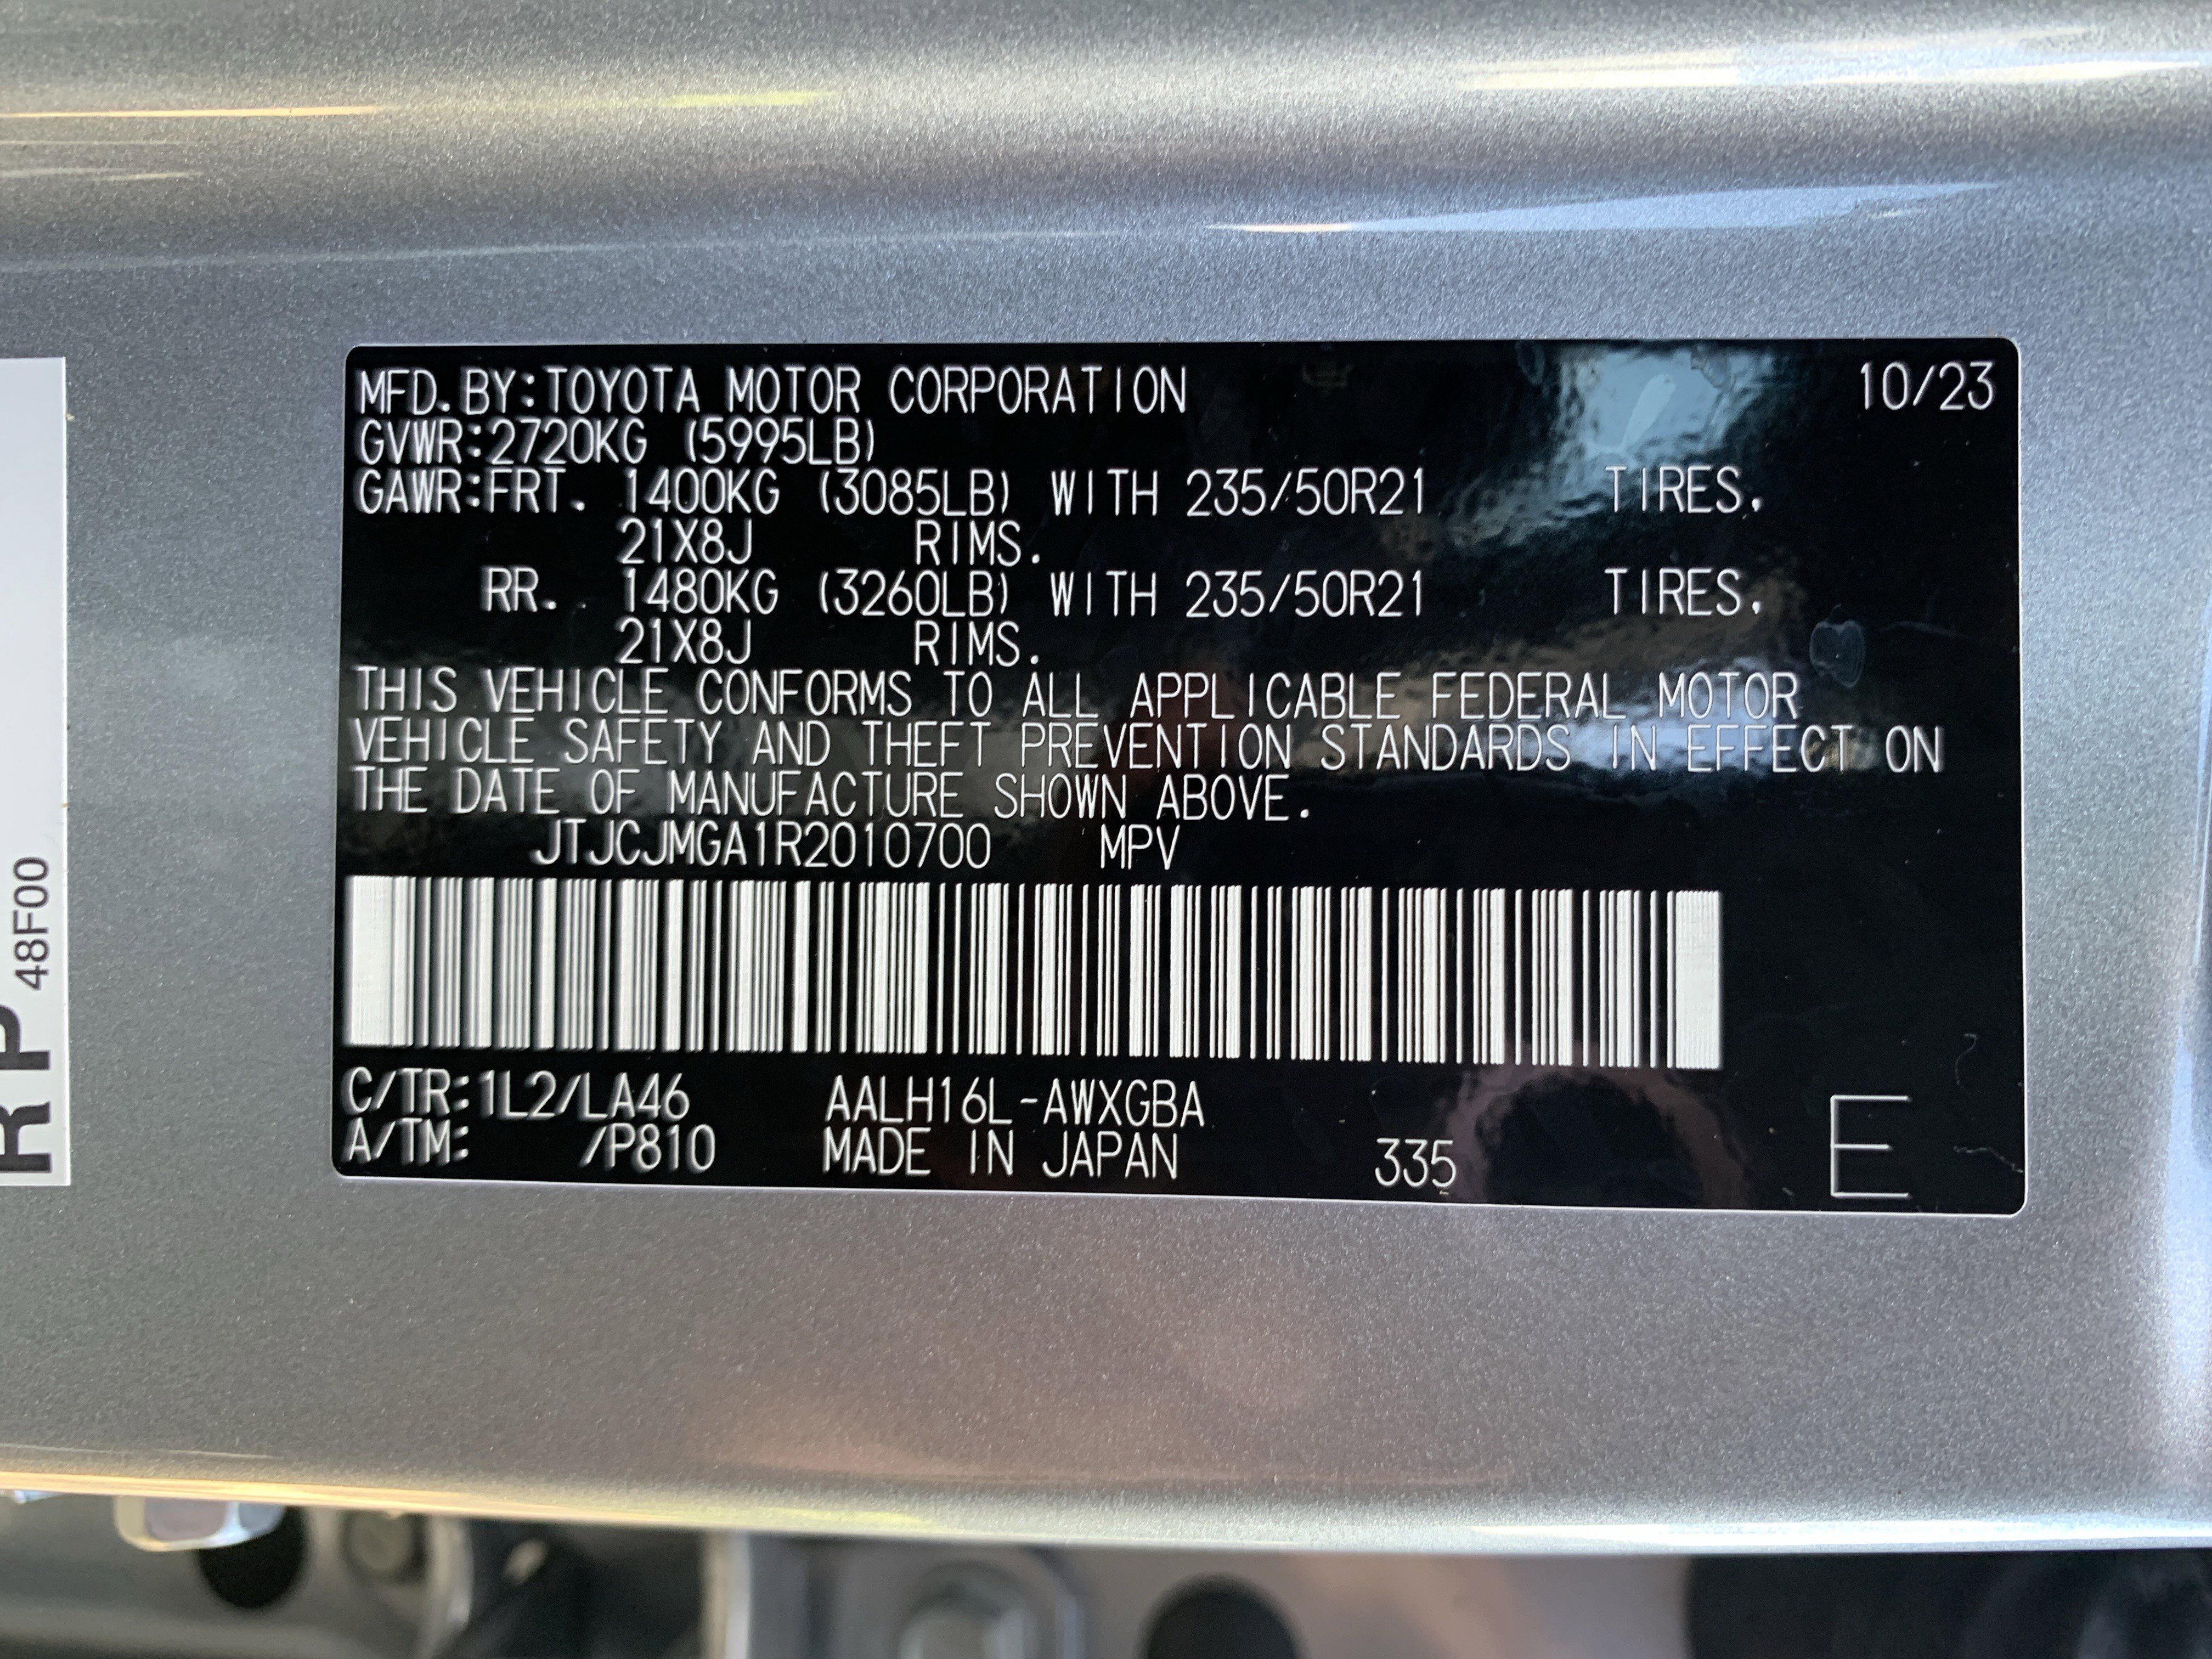 MFD.BY:TOYOTA MOTOR CORPORATION 10/23
GVWR:2720KG (5995LB)
GAWR:FRT. 1400KG (3085LB) WITH 235/50R21 TIRES,
21X8J RIMS.
RR. 1480KG (3260LB) WITH 235/50R21 TIRES,
21X8J RIMS.
THIS VEHICLE CONFORMS TO ALL APPLICABLE FEDERAL MOTOR
VEHICLE SAFETY AND THEFT PREVENTION STANDARDS IN EFFECT ON
THE DATE OF MANUFACTURE SHOWN ABOVE.
JTJCJMGA1R2010700 MPV
C/TR:1L2/LA46 AALH16L-AWXGBA
A/TM: /P810 MADE IN JAPAN 335 E
48F00
RP